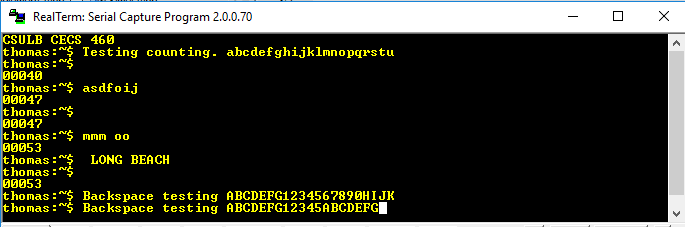 RealTerm: Serial Capture Program 2.0.0.70
CSULB CECS 460
thomas:~$ Testing counting. abcdefghijklmnopqrstu
thomas:~$
00040
thomas:~$ asdfoij
00047
thomas:~$
00047
thomas:~$ mmm oo
00053
thomas:~$  LONG BEACH
thomas:~$
00053
thomas:~$ Backspace testing ABCDEFG1234567890HIJK
thomas:~$ Backspace testing ABCDEFG12345ABCDEFG